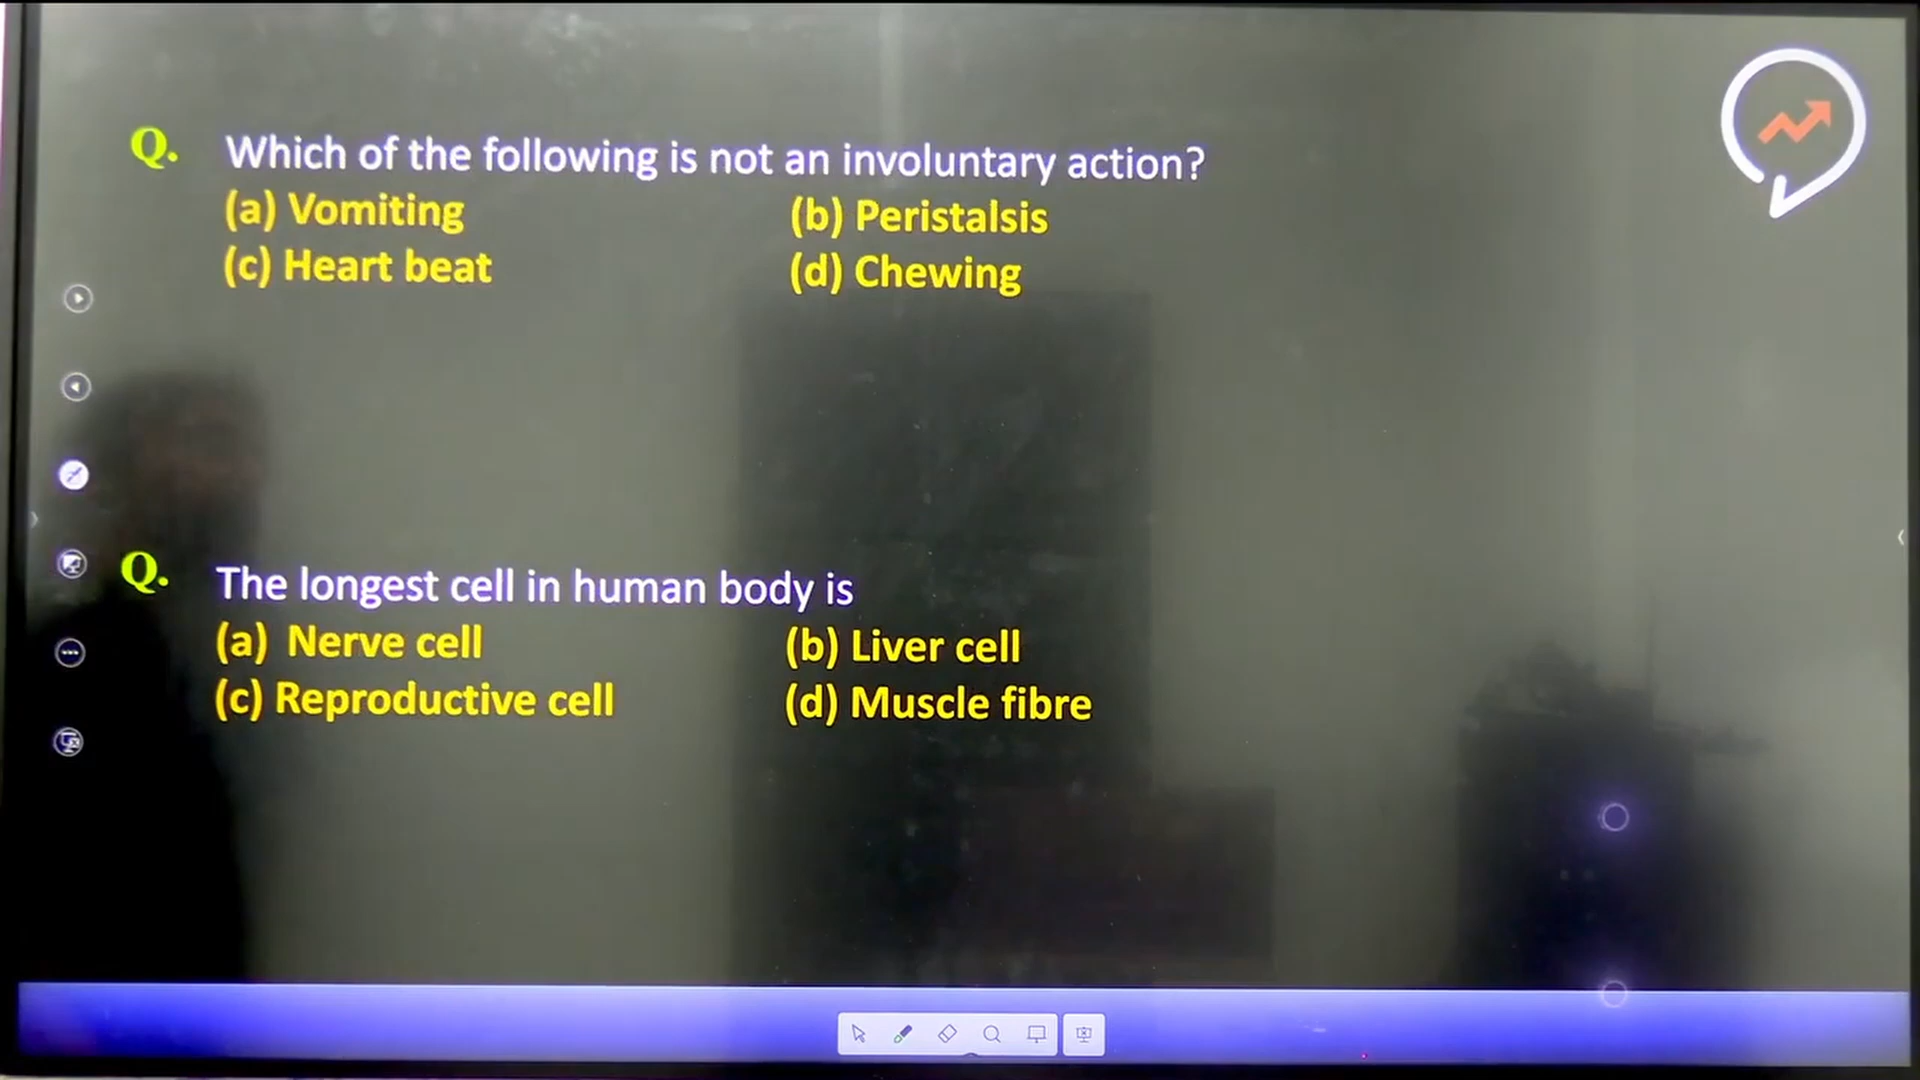 Q. Which of the following is not an involuntary action?
(a) Vomiting (b) Peristalsis
(c) Heart beat (d) Chewing
Q. The longest cell in human body is
(a) Nerve cell (b) Liver cell
(c) Reproductive cell (d) Muscle fibre